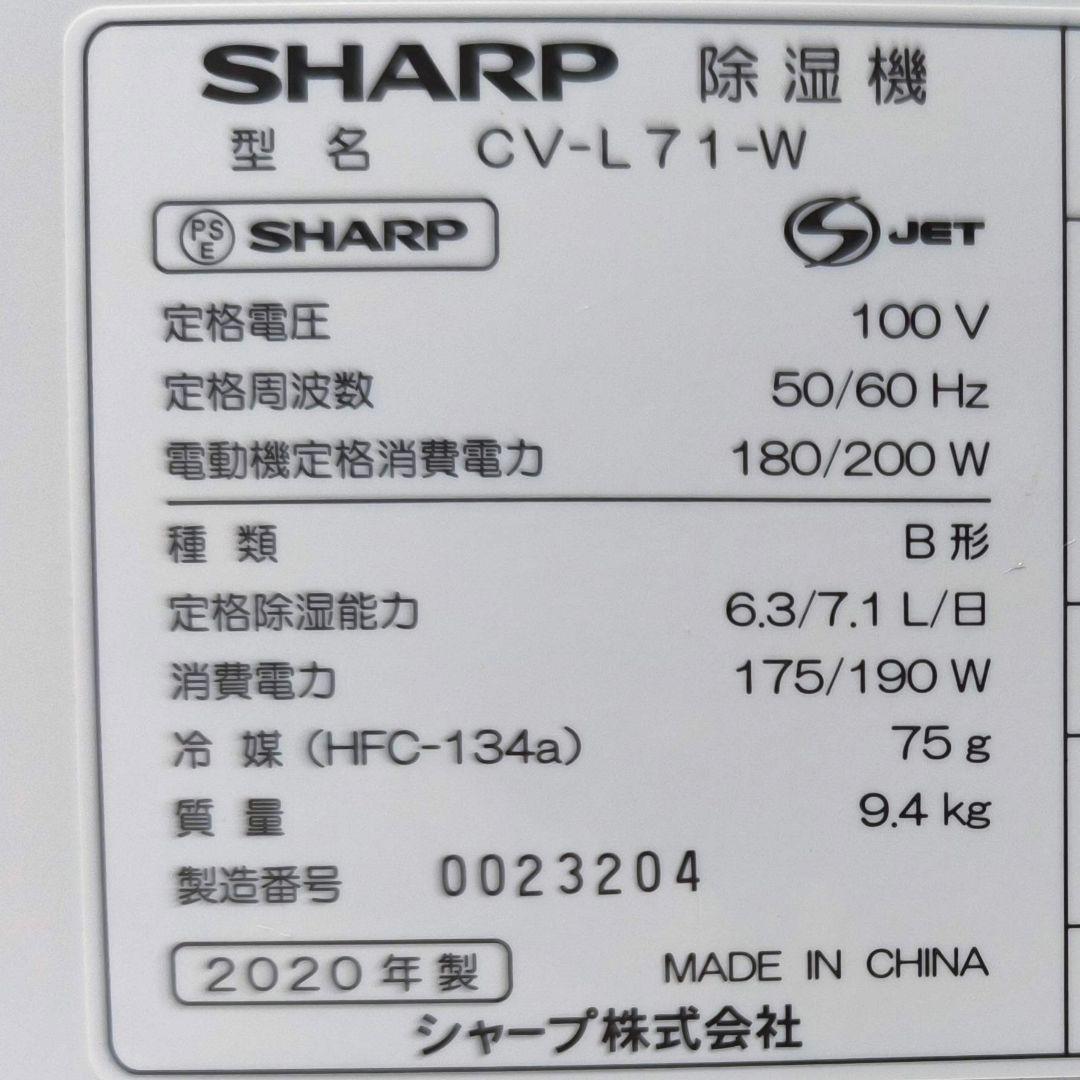 SHARP 除湿機
型名 CV-L71-W
PSE SHARP S JET
定格電圧 100 V
定格周波数 50/60 Hz
電動機定格消費電力 180/200 W
種類 B 形
定格除湿能力 6.3/7.1 L/日
消費電力 175/190 W
冷媒 (HFC-134a) 75 g
質量 9.4 kg
製造番号 0023204
2020年製 MADE IN CHINA
シャープ株式会社